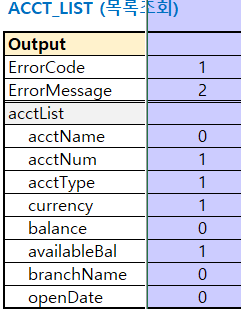 ACCT_LIST (목록조회)
Output
ErrorCode 1
ErrorMessage 2
acctList
acctName 0
acctNum 1
acctType 1
currency 1
balance 0
availableBal 1
branchName 0
openDate 0